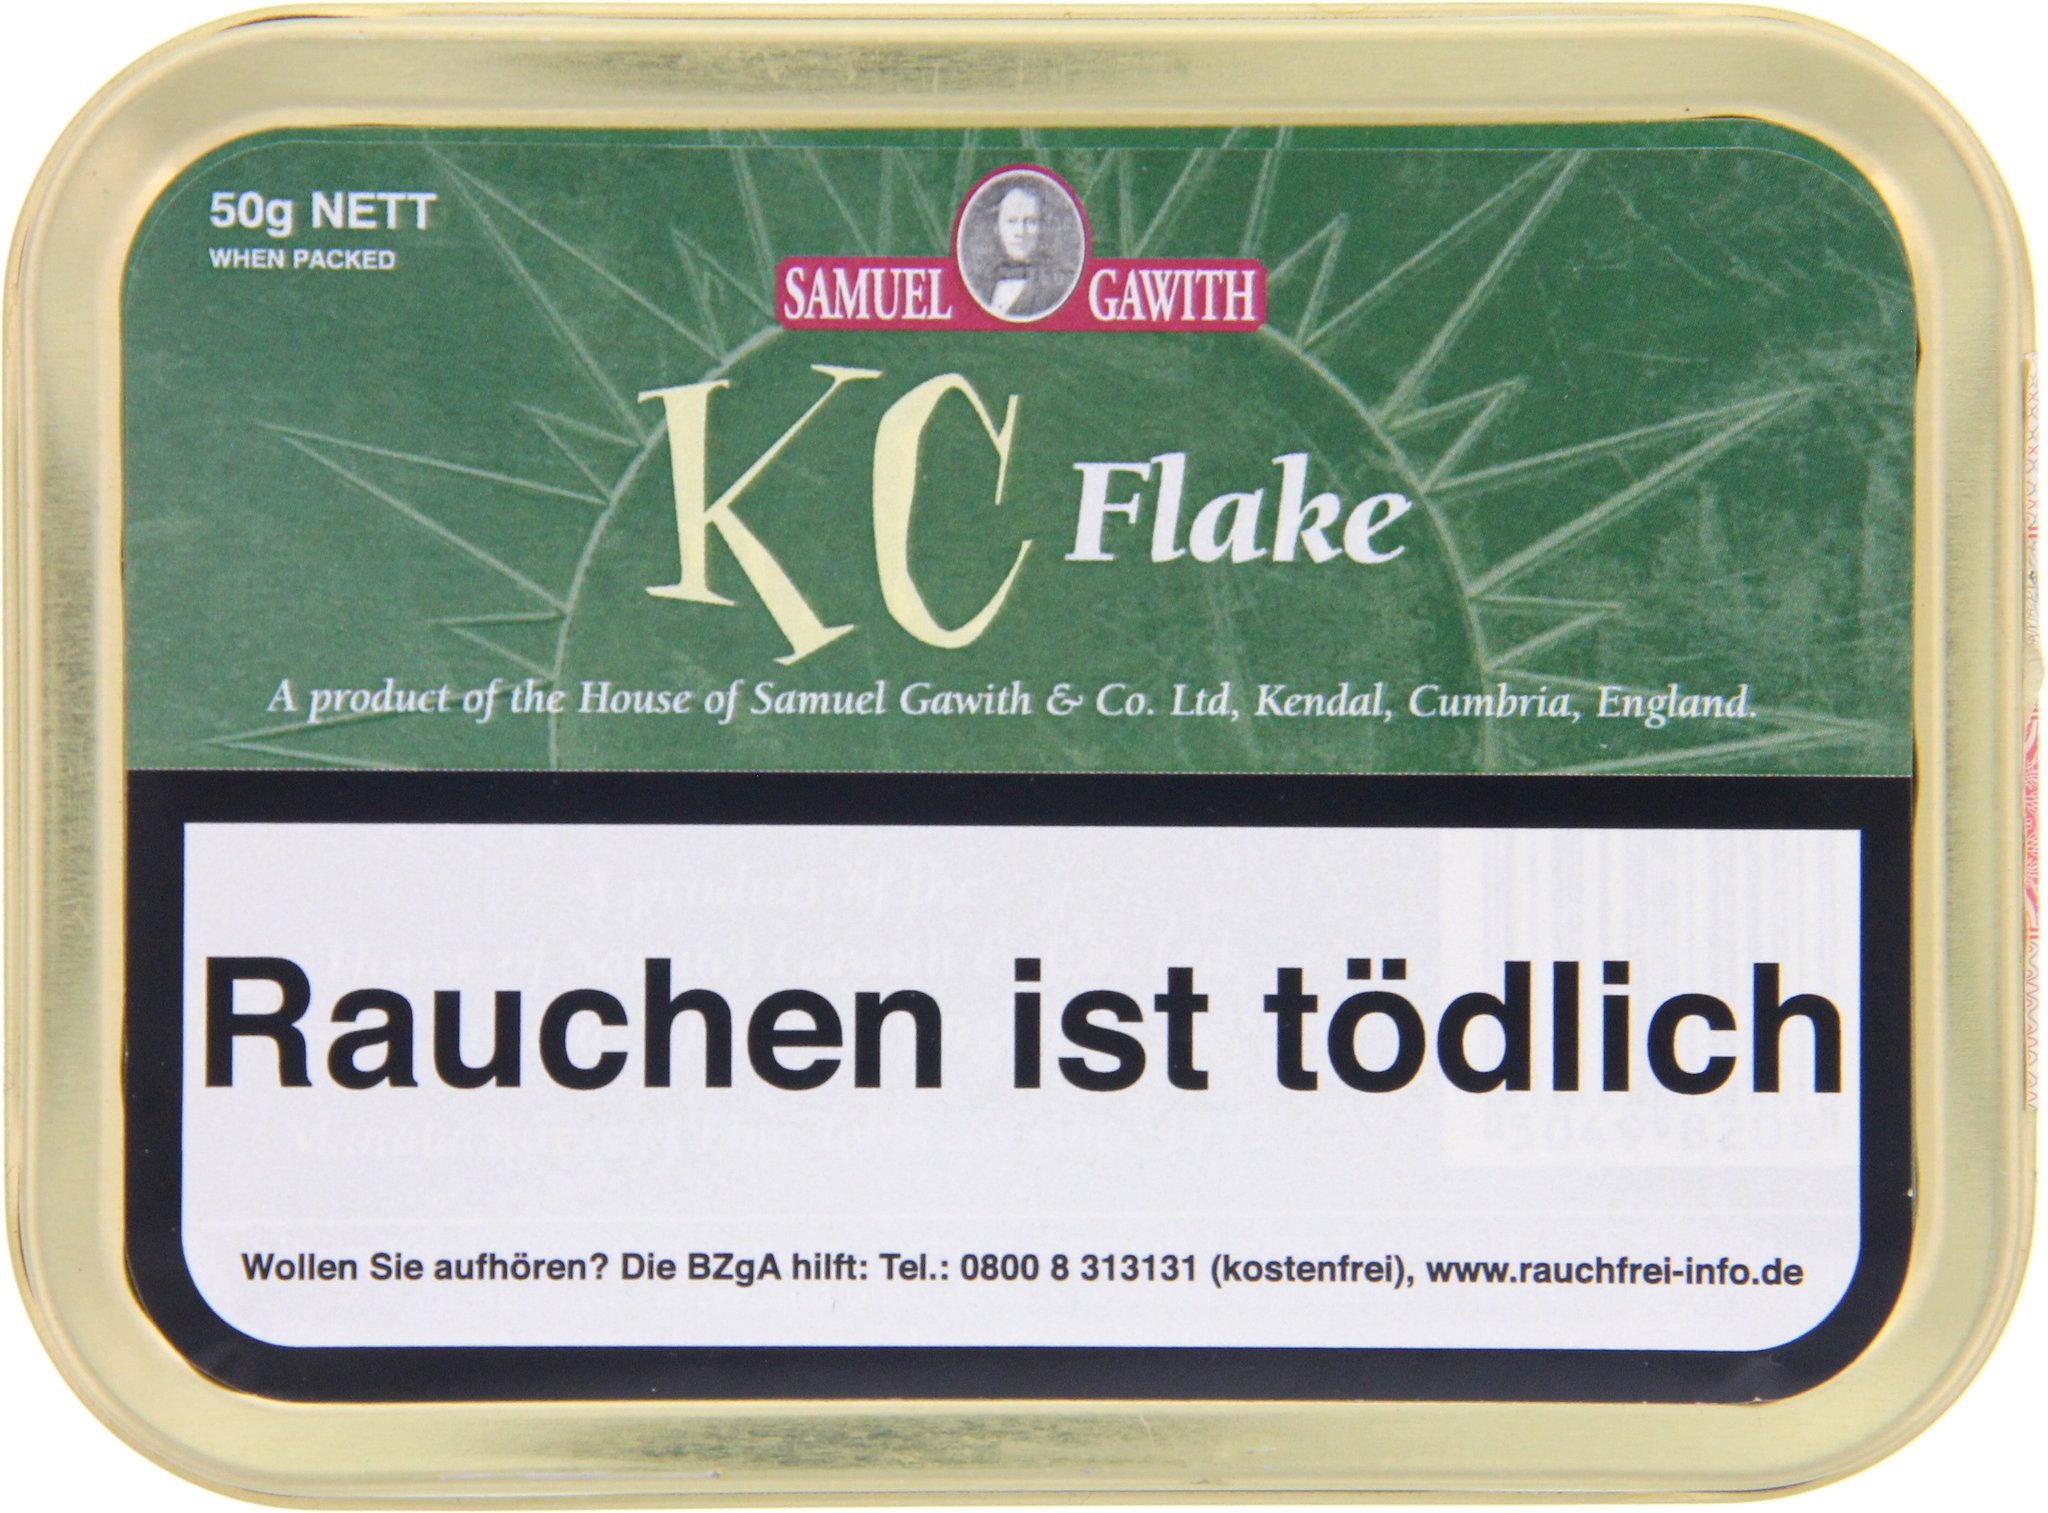 50g NETT
WHEN PACKED
SAMUEL GAWITH
KC Flake
A product of the House of Samuel Gawith & Co. Ltd, Kendal, Cumbria, England.
Rauchen ist tödlich
Wollen Sie aufhören? Die BZgA hilft: Tel.: 0800 8 313131 (kostenfrei), www.rauchfrei-info.de